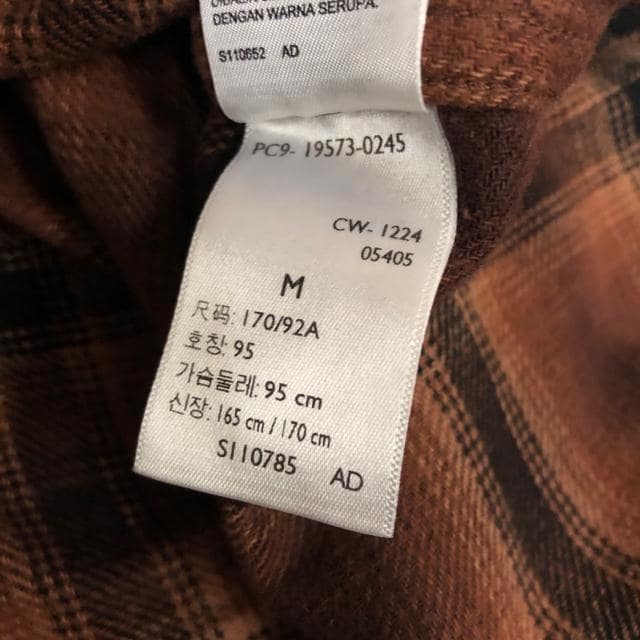 DENGAN WARNA SERUPA.
S110652 AD
PC9- 19573-0245
CW- 1224
05405
M
尺码: 170/92A
호칭: 95
가슴둘레: 95 cm
신장: 165 cm / 170 cm
S110785 AD